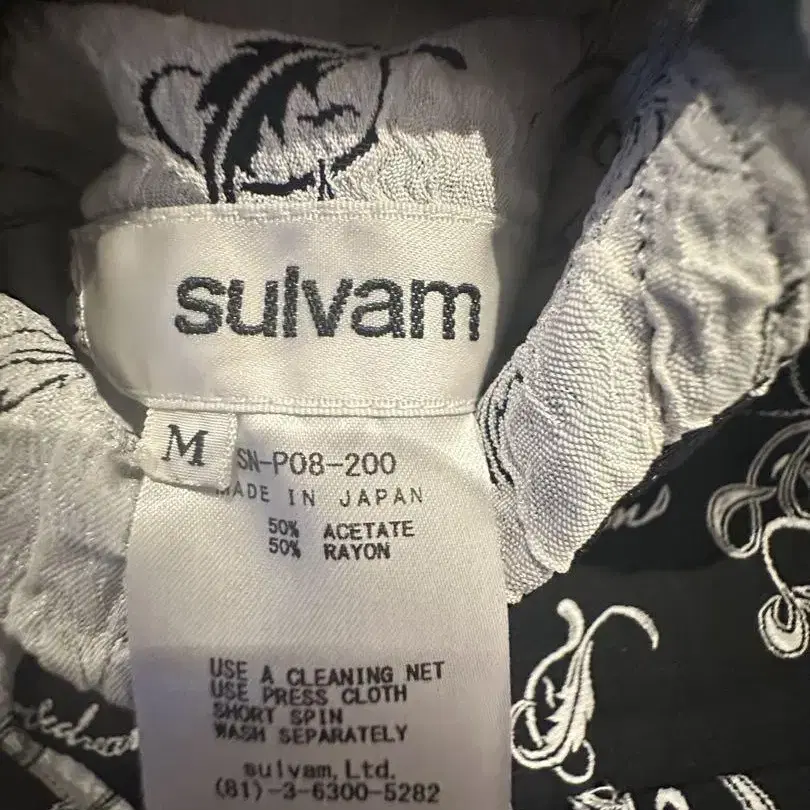 sulvam
M
SN-P08-200
MADE IN JAPAN
50% ACETATE
50% RAYON
USE A CLEANING NET
USE PRESS CLOTH
SHORT SPIN
WASH SEPARATELY
sulvam, Ltd.
(81)-3-6300-5282